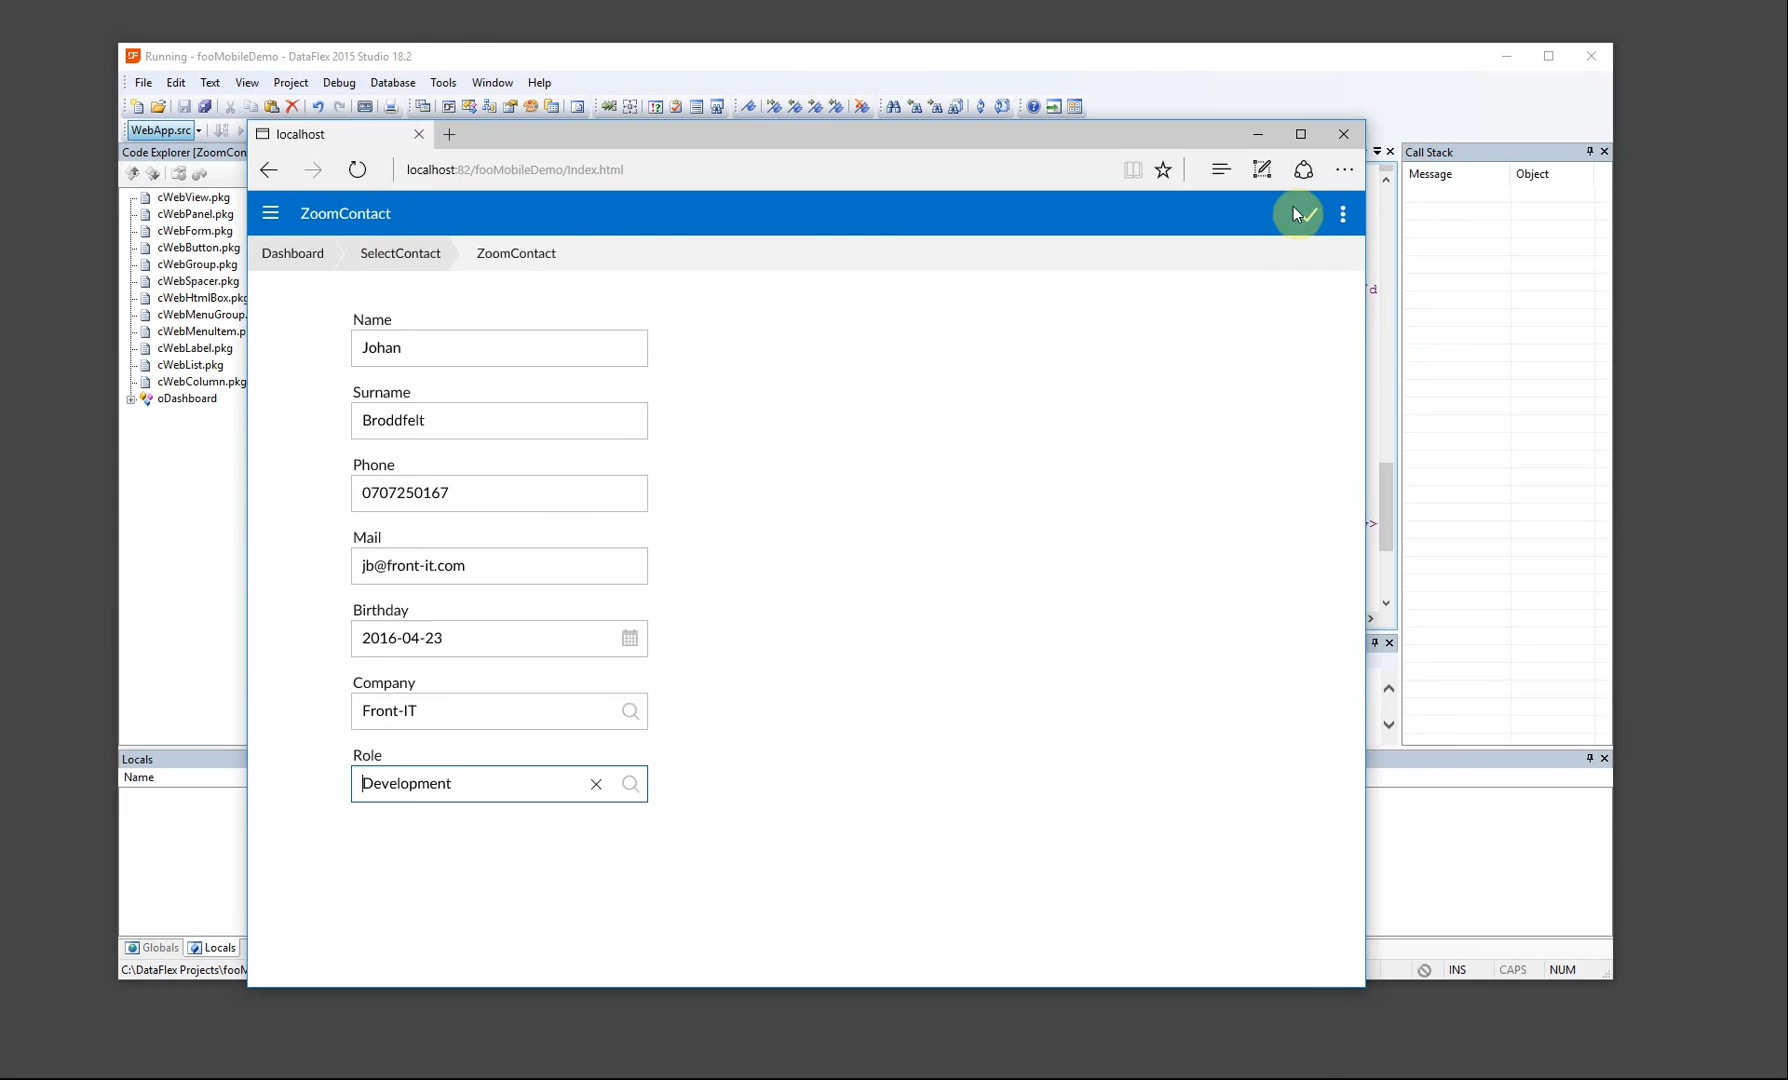 Running - fooMobileDemo - DataFlex 2015 Studio 18.2
File Edit Text View Project Debug Database Tools Window Help
WebApp.src
localhost
Code Explorer [ZoomCon
Call Stack
localhost:82/fooMobileDemo/Index.html
Message Object
cWebView.pkg
cWebPanel.pkg
cWebForm.pkg
cWebButton.pkg
cWebGroup.pkg
cWebSpacer.pkg
cWebHtmlBox.pkg
cWebMenuGroup.
cWebMenuItem.p
cWebLabel.pkg
cWebList.pkg
cWebColumn.pkg
oDashboard
ZoomContact
Dashboard SelectContact ZoomContact
Name
Johan
Surname
Broddfelt
Phone
0707250167
Mail
jb@front-it.com
Birthday
2016-04-23
Company
Front-IT
Role
Development
Locals
Name
Globals Locals
C:\DataFlex Projects\fooM
INS CAPS NUM